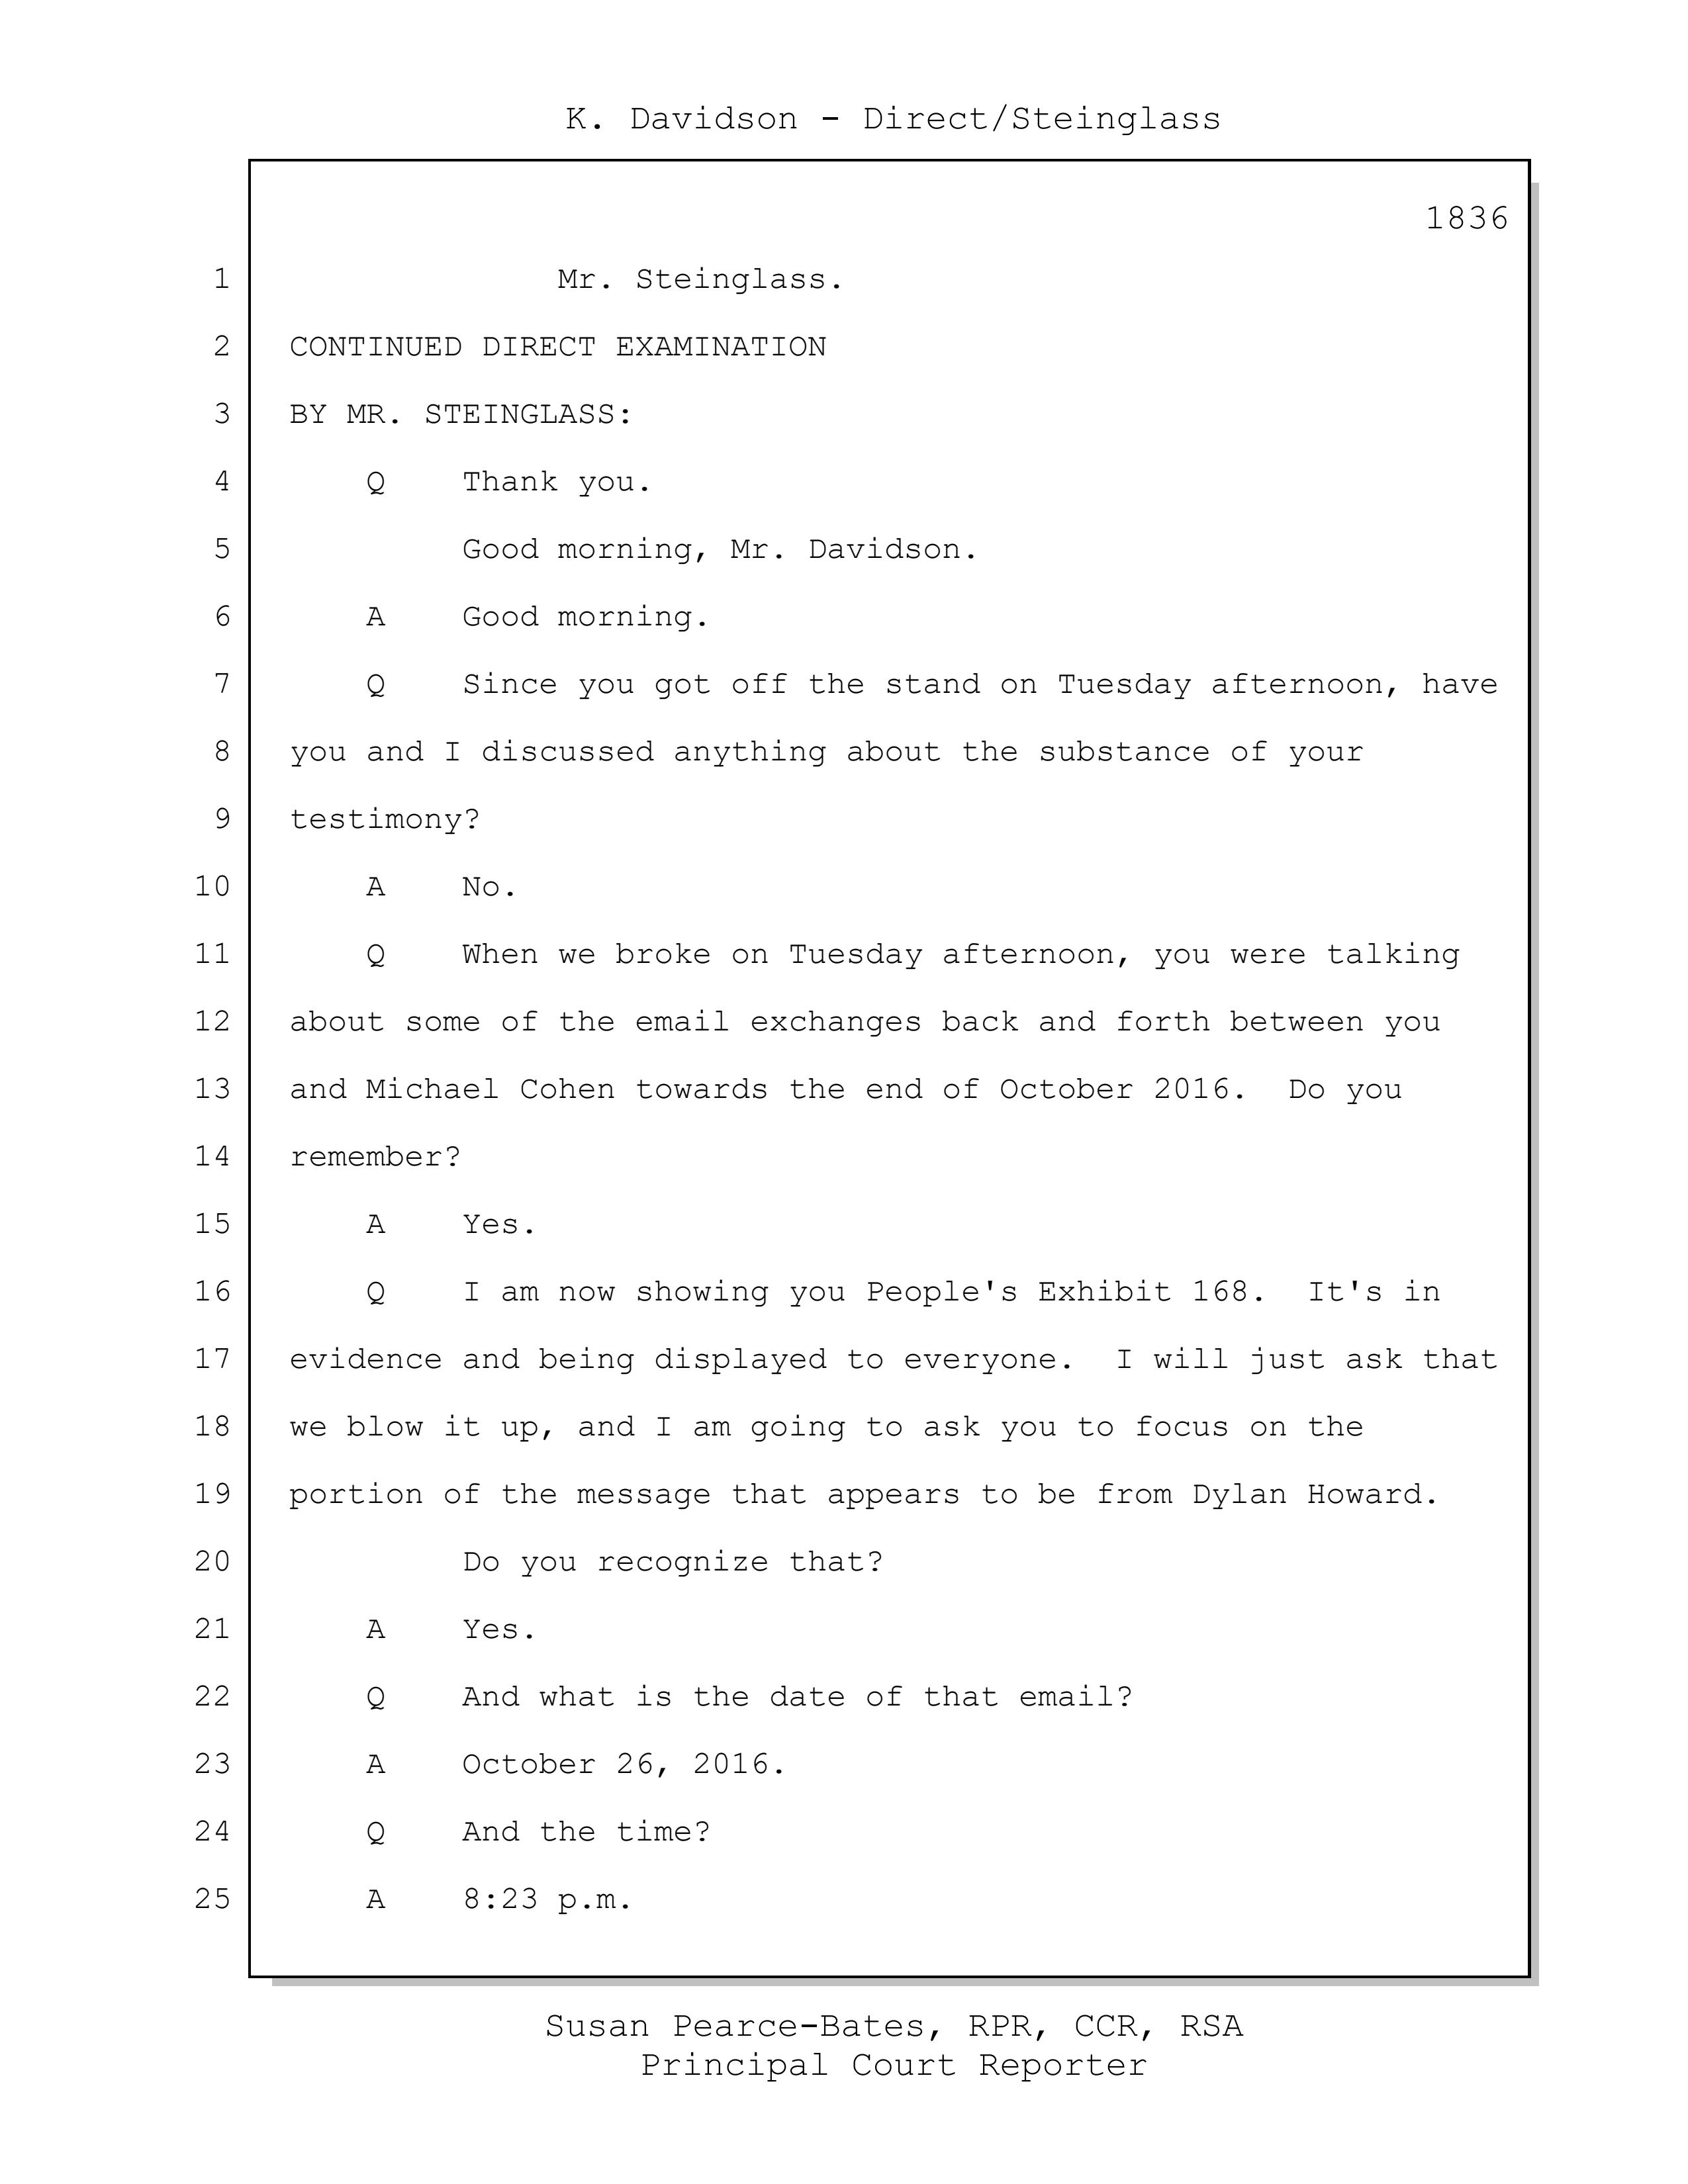 K. Davidson - Direct/Steinglass
1836
1 Mr. Steinglass.
2 CONTINUED DIRECT EXAMINATION
3 BY MR. STEINGLASS:
4 Q Thank you.
5 Good morning, Mr. Davidson.
6 A Good morning.
7 Q Since you got off the stand on Tuesday afternoon, have
8 you and I discussed anything about the substance of your
9 testimony?
10 A No.
11 Q When we broke on Tuesday afternoon, you were talking
12 about some of the email exchanges back and forth between you
13 and Michael Cohen towards the end of October 2016. Do you
14 remember?
15 A Yes.
16 Q I am now showing you People's Exhibit 168. It's in
17 evidence and being displayed to everyone. I will just ask that
18 we blow it up, and I am going to ask you to focus on the
19 portion of the message that appears to be from Dylan Howard.
20 Do you recognize that?
21 A Yes.
22 Q And what is the date of that email?
23 A October 26, 2016.
24 Q And the time?
25 A 8:23 p.m.
Susan Pearce-Bates, RPR, CCR, RSA
Principal Court Reporter